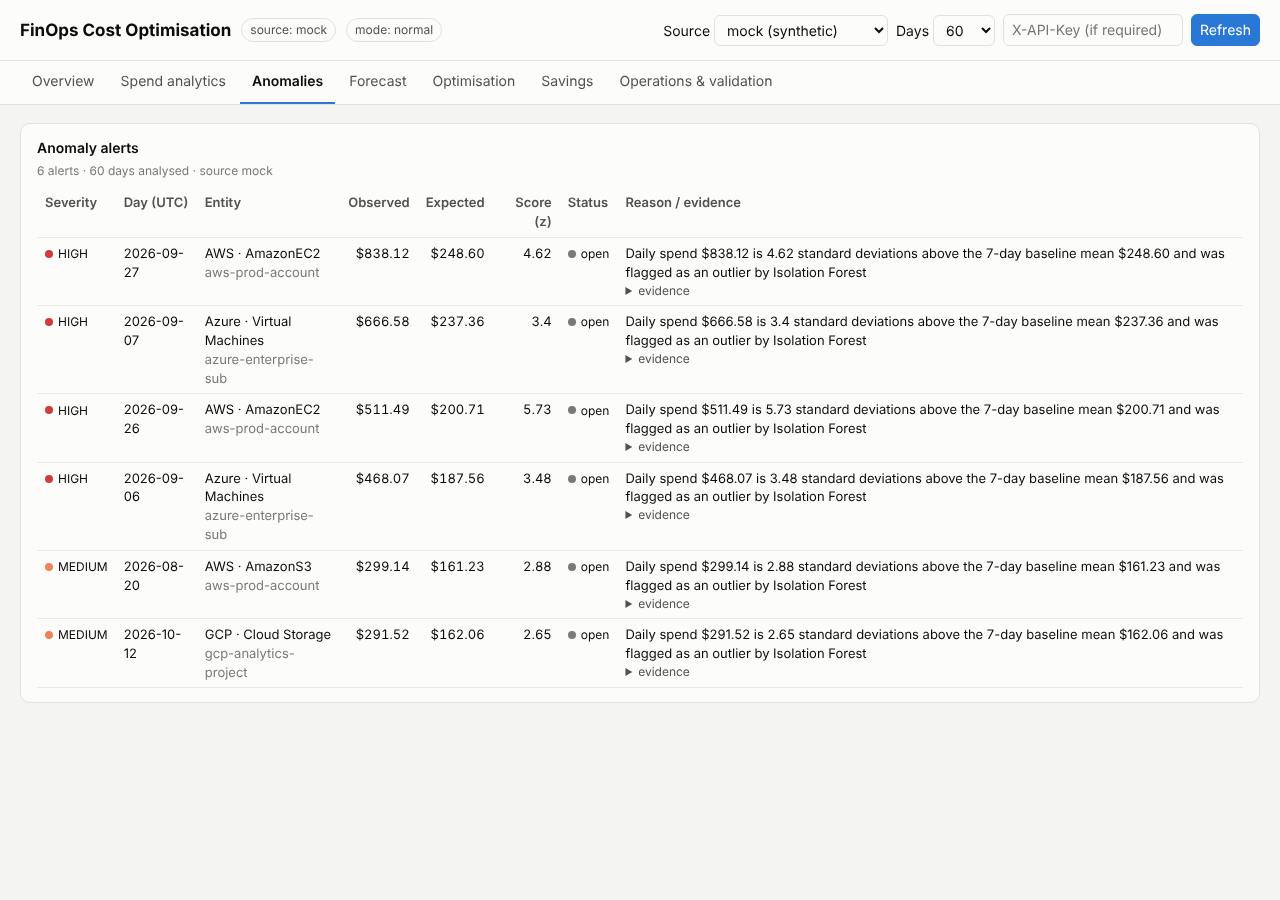 FinOps Cost Optimisation source: mock mode: normal Source mock (synthetic) Days 60 X-API-Key (if required) Refresh
Overview Spend analytics Anomalies Forecast Optimisation Savings Operations & validation
Anomaly alerts
6 alerts · 60 days analysed · source mock
Severity Day (UTC) Entity Observed Expected Score Status Reason / evidence
(z)
HIGH 2026-09- AWS · AmazonEC2 $838.12 $248.60 4.62 open Daily spend $838.12 is 4.62 standard deviations above the 7-day baseline mean $248.60 and was
27 aws-prod-account flagged as an outlier by Isolation Forest
evidence
HIGH 2026-09- Azure · Virtual $666.58 $237.36 3.4 open Daily spend $666.58 is 3.4 standard deviations above the 7-day baseline mean $237.36 and was
07 Machines flagged as an outlier by Isolation Forest
azure-enterprise- evidence
sub
HIGH 2026-09- AWS · AmazonEC2 $511.49 $200.71 5.73 open Daily spend $511.49 is 5.73 standard deviations above the 7-day baseline mean $200.71 and was
26 aws-prod-account flagged as an outlier by Isolation Forest
evidence
HIGH 2026-09- Azure · Virtual $468.07 $187.56 3.48 open Daily spend $468.07 is 3.48 standard deviations above the 7-day baseline mean $187.56 and was
06 Machines flagged as an outlier by Isolation Forest
azure-enterprise- evidence
sub
MEDIUM 2026-08- AWS · AmazonS3 $299.14 $161.23 2.88 open Daily spend $299.14 is 2.88 standard deviations above the 7-day baseline mean $161.23 and was
20 aws-prod-account flagged as an outlier by Isolation Forest
evidence
MEDIUM 2026-10- GCP · Cloud Storage $291.52 $162.06 2.65 open Daily spend $291.52 is 2.65 standard deviations above the 7-day baseline mean $162.06 and was
12 gcp-analytics- flagged as an outlier by Isolation Forest
project evidence